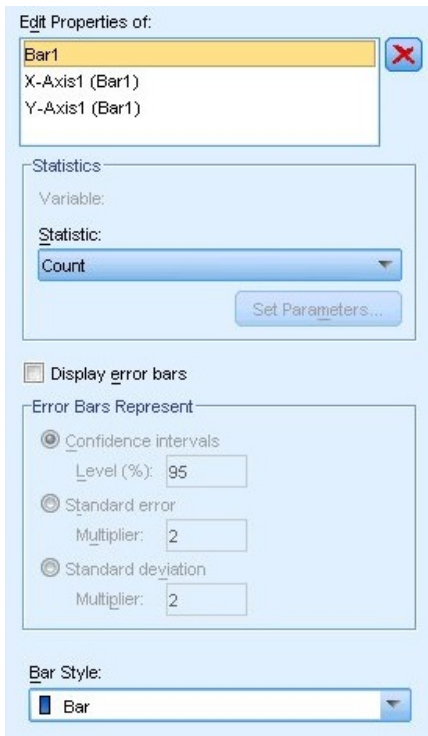 Edit Properties of:
Bar1
X-Axis1 (Bar1)
Y-Axis1 (Bar1)
Statistics
Variable:
Statistic:
Count
Set Parameters...
Display error bars
Error Bars Represent
Confidence intervals
Level (%): 95
Standard error
Multiplier: 2
Standard deviation
Multiplier: 2
Bar Style:
Bar